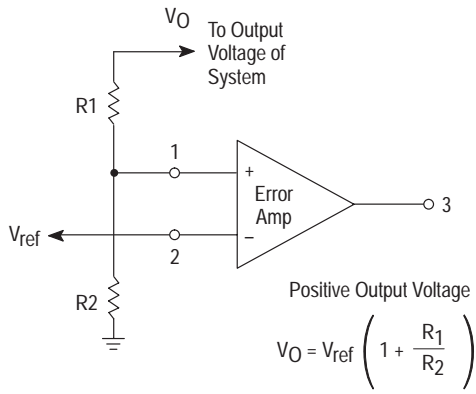 VO
To Output
Voltage of
System
R1
1
+
Error
Amp
3
Vref
–
2
R2
Positive Output Voltage
VO = Vref ( 1 + R1 / R2 )